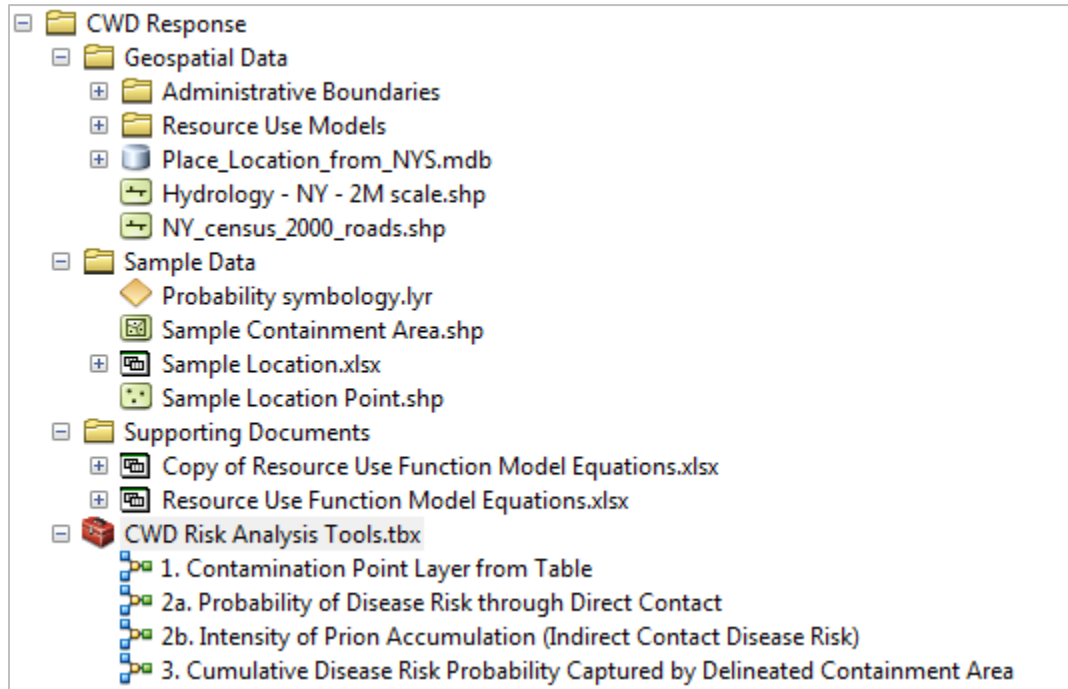 CWD Response
Geospatial Data
Administrative Boundaries
Resource Use Models
Place_Location_from_NYS.mdb
Hydrology - NY - 2M scale.shp
NY_census_2000_roads.shp
Sample Data
Probability symbology.lyr
Sample Containment Area.shp
Sample Location.xlsx
Sample Location Point.shp
Supporting Documents
Copy of Resource Use Function Model Equations.xlsx
Resource Use Function Model Equations.xlsx
CWD Risk Analysis Tools.tbx
1. Contamination Point Layer from Table
2a. Probability of Disease Risk through Direct Contact
2b. Intensity of Prion Accumulation (Indirect Contact Disease Risk)
3. Cumulative Disease Risk Probability Captured by Delineated Containment Area